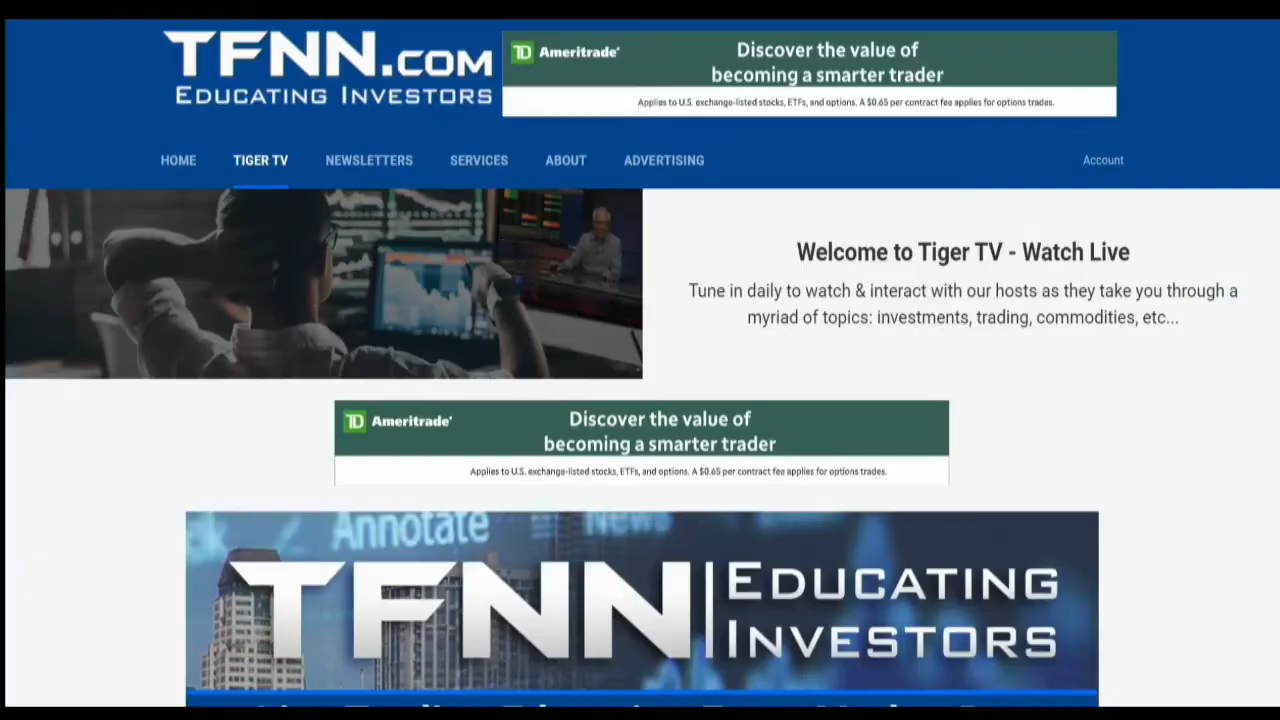 TFNN.COM
EDUCATING INVESTORS
TD Ameritrade
Discover the value of
becoming a smarter trader
Applies to U.S. exchange-listed stocks, ETFs, and options. A $0.65 per contract fee applies for options trades.
HOME TIGER TV NEWSLETTERS SERVICES ABOUT ADVERTISING Account
Welcome to Tiger TV - Watch Live
Tune in daily to watch & interact with our hosts as they take you through a
myriad of topics: investments, trading, commodities, etc...
TD Ameritrade
Discover the value of
becoming a smarter trader
Applies to U.S. exchange-listed stocks, ETFs, and options. A $0.65 per contract fee applies for options trades.
Annotate News
TFNN EDUCATING
INVESTORS